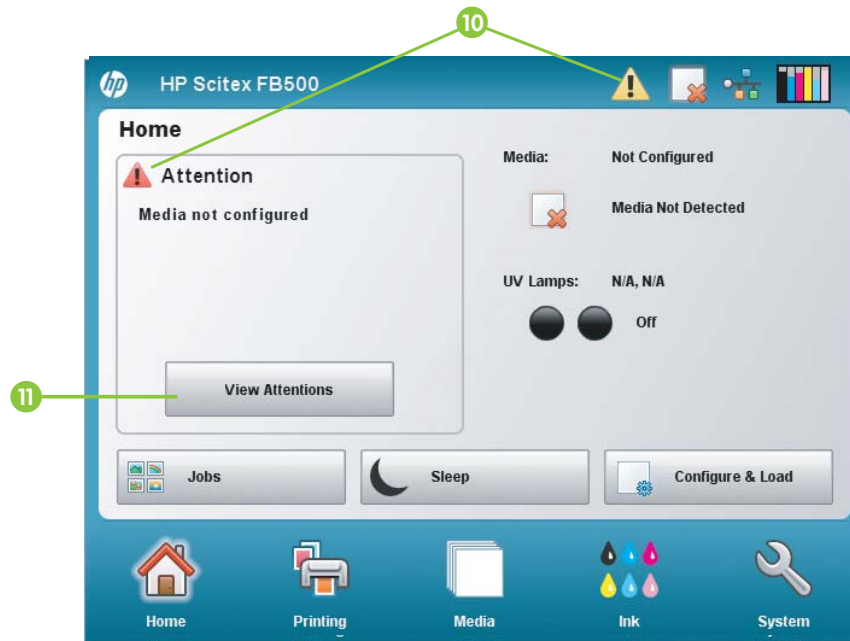 10
hp HP Scitex FB500
Home
Attention
Media not configured
View Attentions
11
Media: Not Configured
Media Not Detected
UV Lamps: N/A, N/A
Off
Jobs Sleep Configure & Load
Home Printing Media Ink System